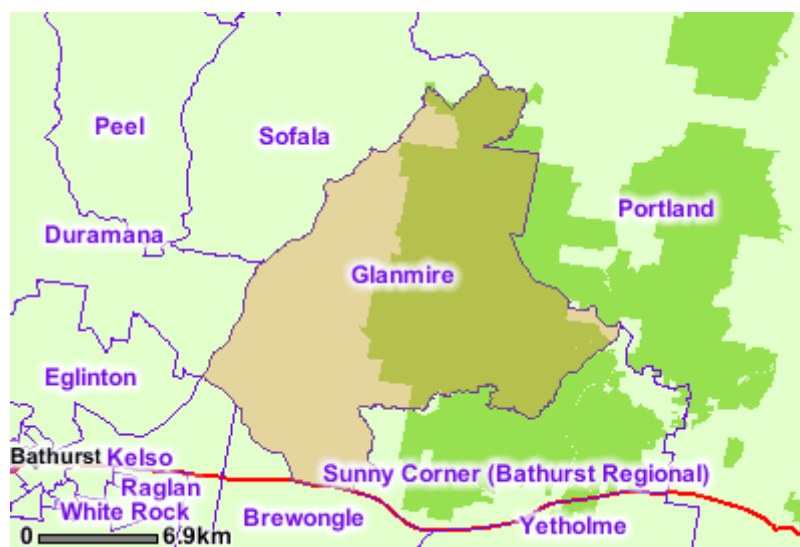 Peel
Sofala
Portland
Duramana
Glanmire
Eglinton
Bathurst Kelso
Sunny Corner (Bathurst Regional)
Raglan
White Rock
Brewongle
Yetholme
0 6.9km